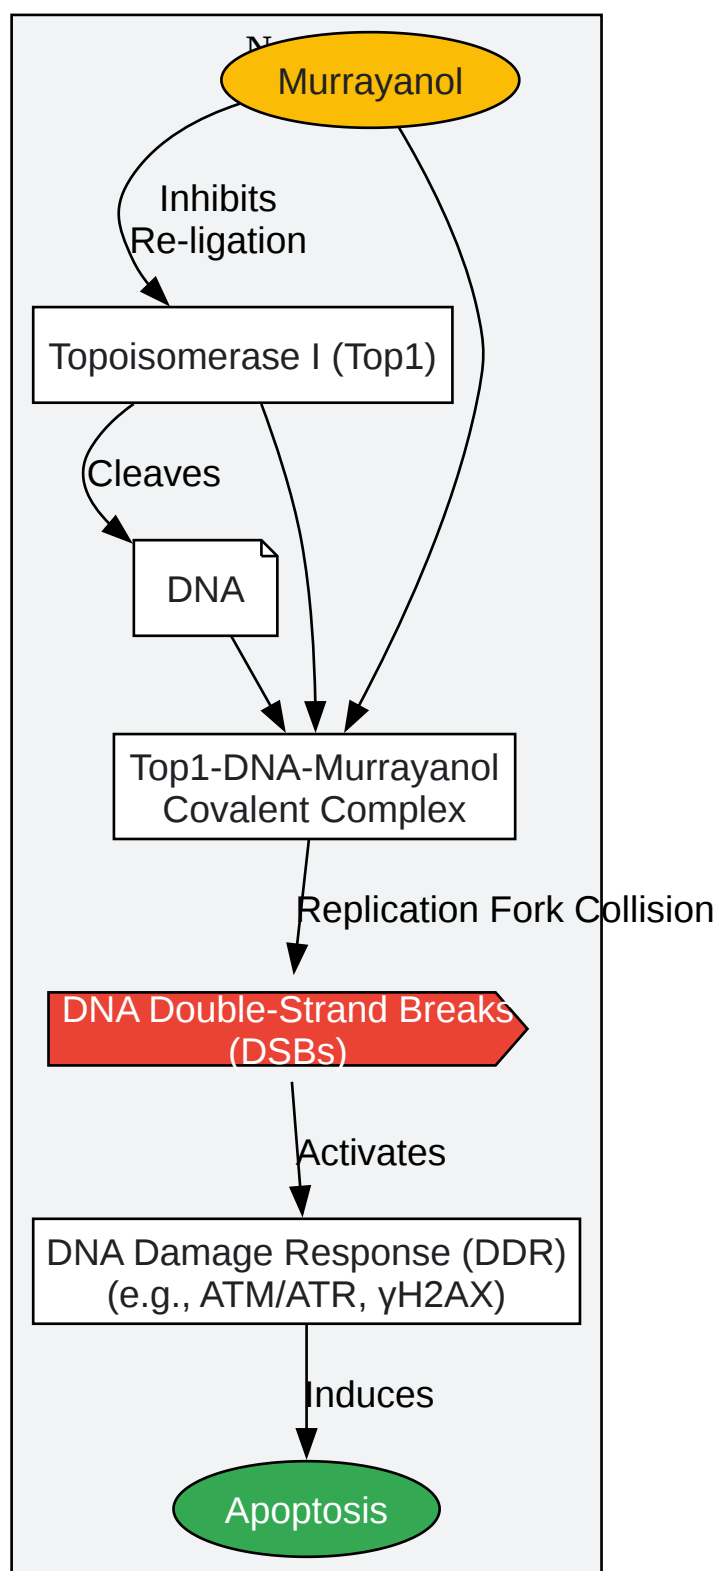 Murrayanol
Inhibits
Re-ligation
Topoisomerase I (Top1)
Cleaves
DNA
Top1-DNA-Murrayanol
Covalent Complex
Replication Fork Collision
DNA Double-Strand Breaks
(DSBs)
Activates
DNA Damage Response (DDR)
(e.g., ATM/ATR, γH2AX)
Induces
Apoptosis